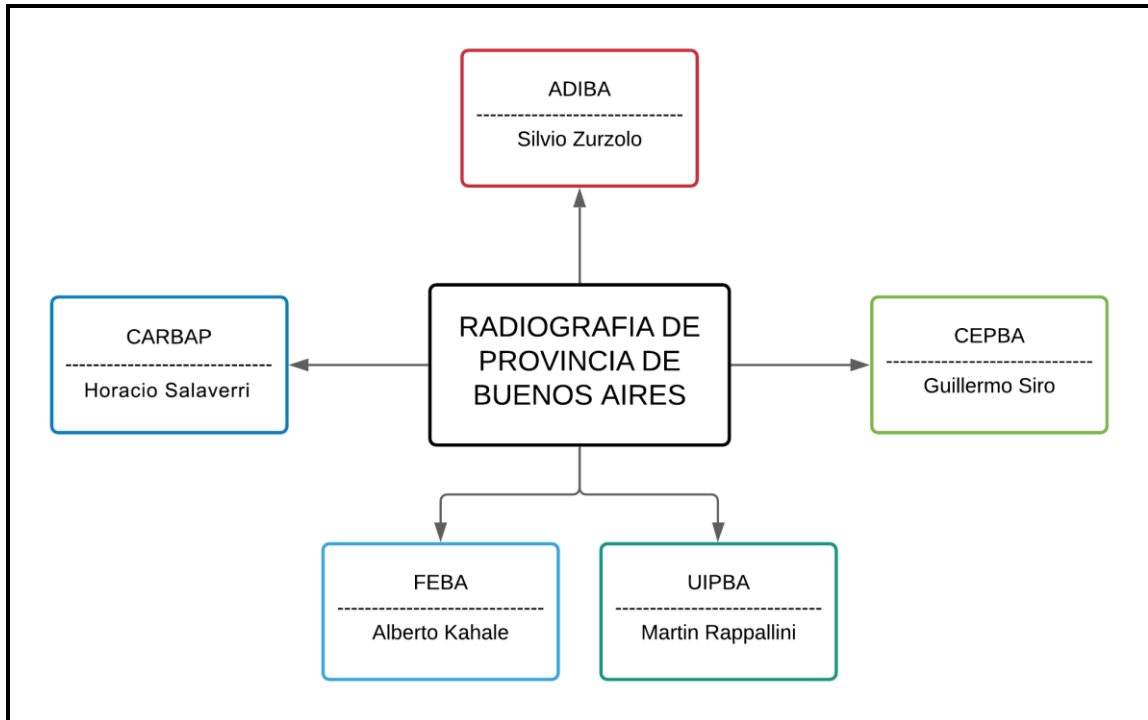 ADIBA
Silvio Zurzolo
CARBAP
Horacio Salaverri
RADIOGRAFIA DE
PROVINCIA DE
BUENOS AIRES
CEPBA
Guillermo Siro
FEBA
Alberto Kahale
UIPBA
Martin Rappallini